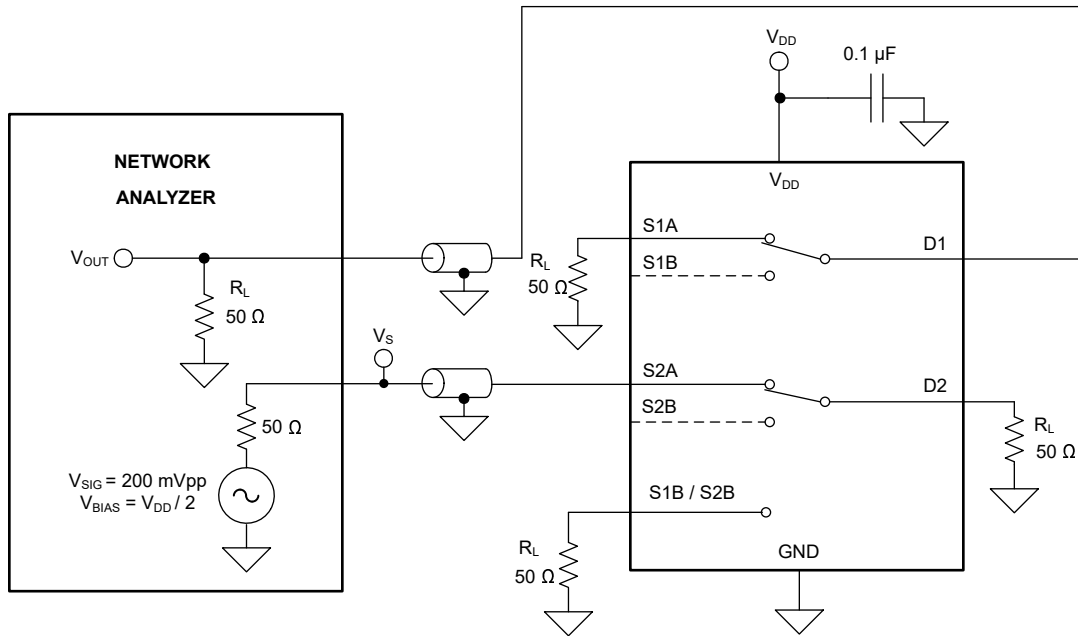 V_DD
0.1 µF
NETWORK
ANALYZER
V_DD
V_OUT
R_L
50 Ω
S1A
S1B
D1
R_L
50 Ω
V_S
S2A
S2B
D2
50 Ω
R_L
50 Ω
V_SIG = 200 mVpp
V_BIAS = V_DD / 2
S1B / S2B
R_L
50 Ω
GND